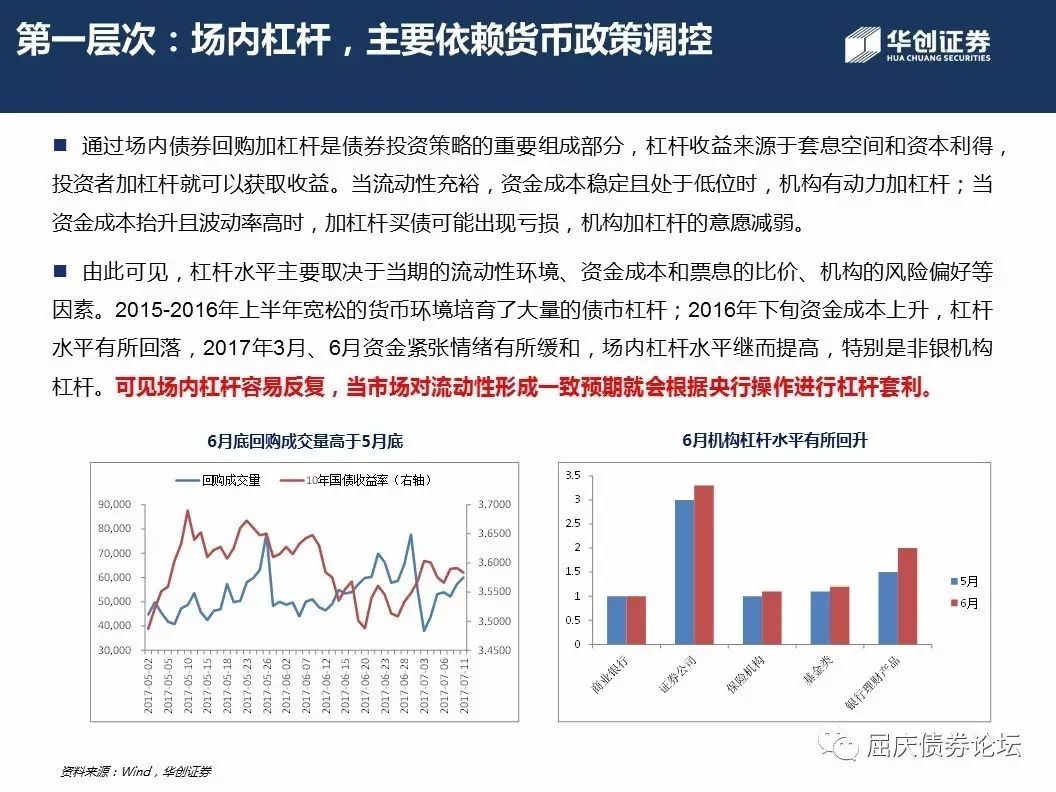 第一层次：场内杠杆，主要依赖货币政策调控
华创证券
HUA CHUANG SECURITIES
■ 通过场内债券回购加杠杆是债券投资策略的重要组成部分，杠杆收益来源于套息空间和资本利得，
投资者加杠杆就可以获取收益。当流动性充裕，资金成本稳定且处于低位时，机构有动力加杠杆；当
资金成本抬升且波动率高时，加杠杆买债可能出现亏损，机构加杠杆的意愿减弱。
■ 由此可见，杠杆水平主要取决于当期的流动性环境、资金成本和票息的比价、机构的风险偏好等
因素。2015-2016年上半年宽松的货币环境培育了大量的债市杠杆；2016年下旬资金成本上升，杠杆
水平有所回落，2017年3月、6月资金紧张情绪有所缓和，场内杠杆水平继而提高，特别是非银机构
杠杆。可见场内杠杆容易反复，当市场对流动性形成一致预期就会根据央行操作进行杠杆套利。
6月底回购成交量高于5月底
回购成交量 10年国债收益率（右轴）
90,000
80,000
70,000
60,000
50,000
40,000
30,000
3.7000
3.6500
3.6000
3.5500
3.5000
3.4500
2017-05-02
2017-05-05
2017-05-10
2017-05-15
2017-05-18
2017-05-23
2017-05-26
2017-06-02
2017-06-07
2017-06-12
2017-06-15
2017-06-20
2017-06-23
2017-06-28
2017-07-03
2017-07-06
2017-07-11
6月机构杠杆水平有所回升
3.5
3
2.5
2
1.5
1
0.5
0
商业银行
证券公司
保险机构
基金类
银行理财产品
5月
6月
屈庆债券论坛
资料来源：Wind，华创证券